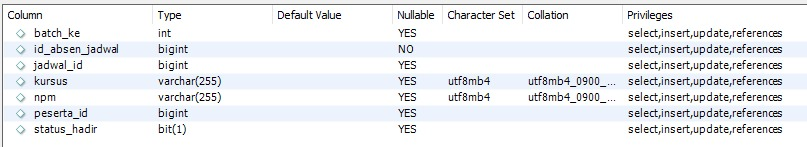 Column Type Default Value Nullable Character Set Collation Privileges
batch_ke int YES select,insert,update,references
id_absen_jadwal bigint NO select,insert,update,references
jadwal_id bigint YES select,insert,update,references
kursus varchar(255) YES utf8mb4 utf8mb4_0900_... select,insert,update,references
npm varchar(255) YES utf8mb4 utf8mb4_0900_... select,insert,update,references
peserta_id bigint YES select,insert,update,references
status_hadir bit(1) YES select,insert,update,references